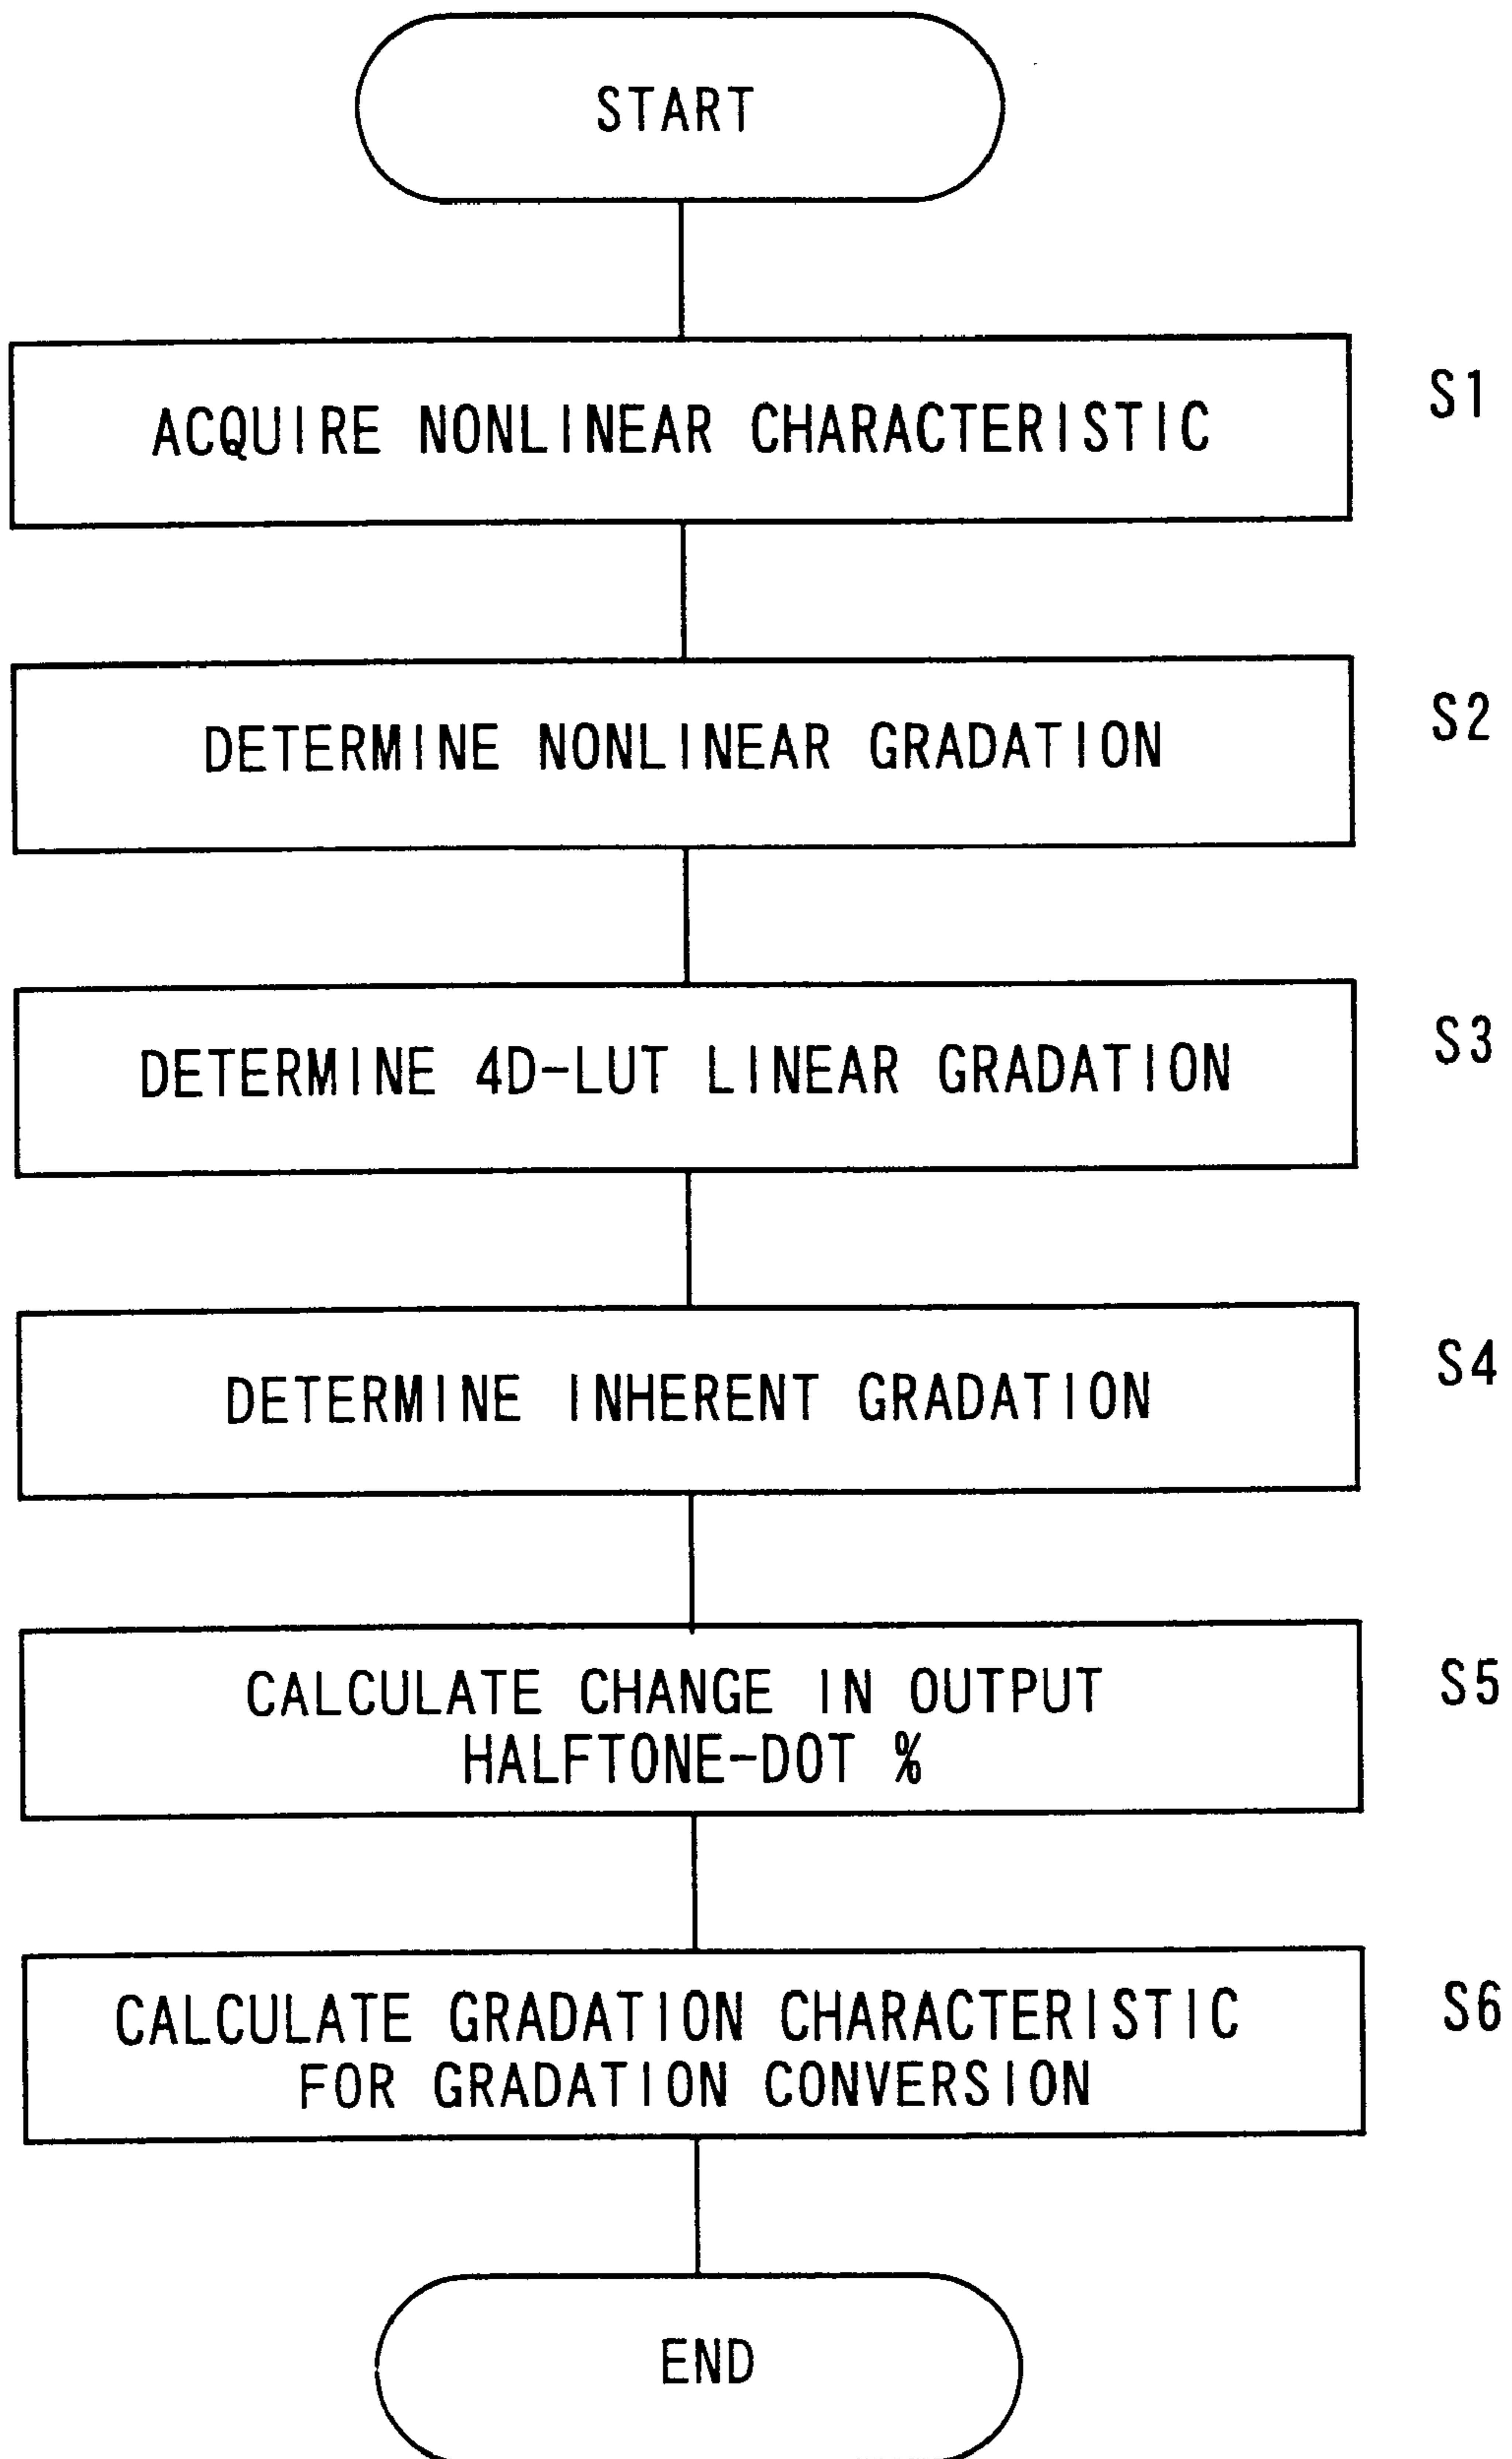 START
ACQUIRE NONLINEAR CHARACTERISTIC
S1
DETERMINE NONLINEAR GRADATION
S2
DETERMINE 4D-LUT LINEAR GRADATION
S3
DETERMINE INHERENT GRADATION
S4
CALCULATE CHANGE IN OUTPUT
HALFTONE-DOT %
S5
CALCULATE GRADATION CHARACTERISTIC
FOR GRADATION CONVERSION
S6
END